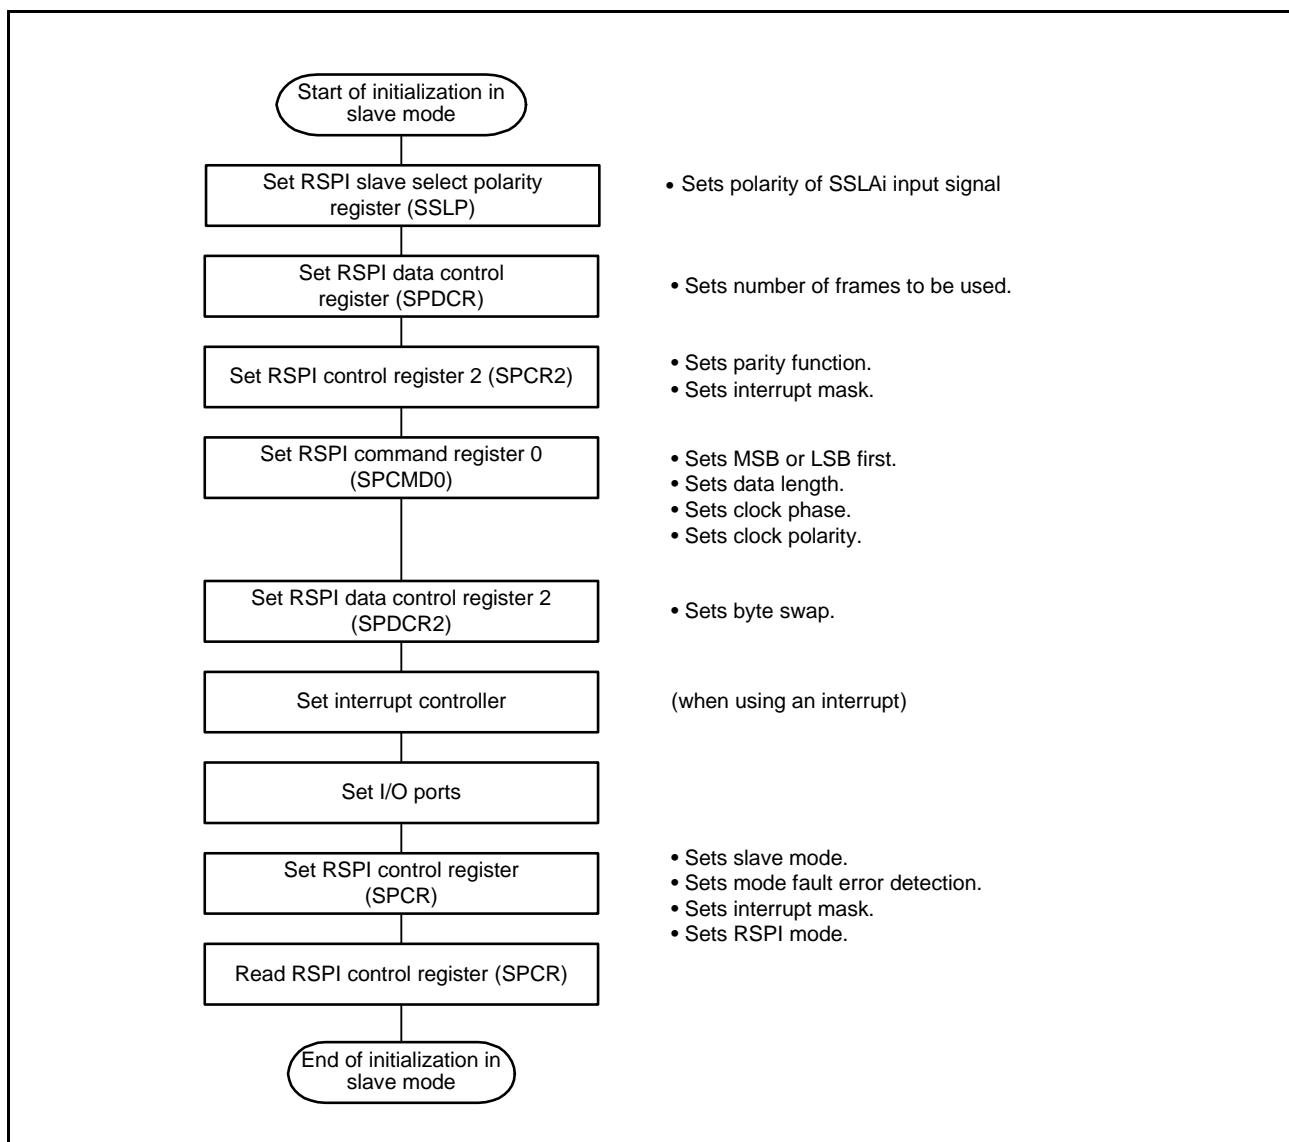 Start of initialization in
slave mode
Set RSPI slave select polarity
register (SSLP)
• Sets polarity of SSLAi input signal
Set RSPI data control
register (SPDCR)
• Sets number of frames to be used.
Set RSPI control register 2 (SPCR2)
• Sets parity function.
• Sets interrupt mask.
Set RSPI command register 0
(SPCMD0)
• Sets MSB or LSB first.
• Sets data length.
• Sets clock phase.
• Sets clock polarity.
Set RSPI data control register 2
(SPDCR2)
• Sets byte swap.
Set interrupt controller
(when using an interrupt)
Set I/O ports
Set RSPI control register
(SPCR)
• Sets slave mode.
• Sets mode fault error detection.
• Sets interrupt mask.
• Sets RSPI mode.
Read RSPI control register (SPCR)
End of initialization in
slave mode